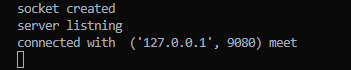 socket created
server listning
connected with  ('127.0.0.1', 9080) meet